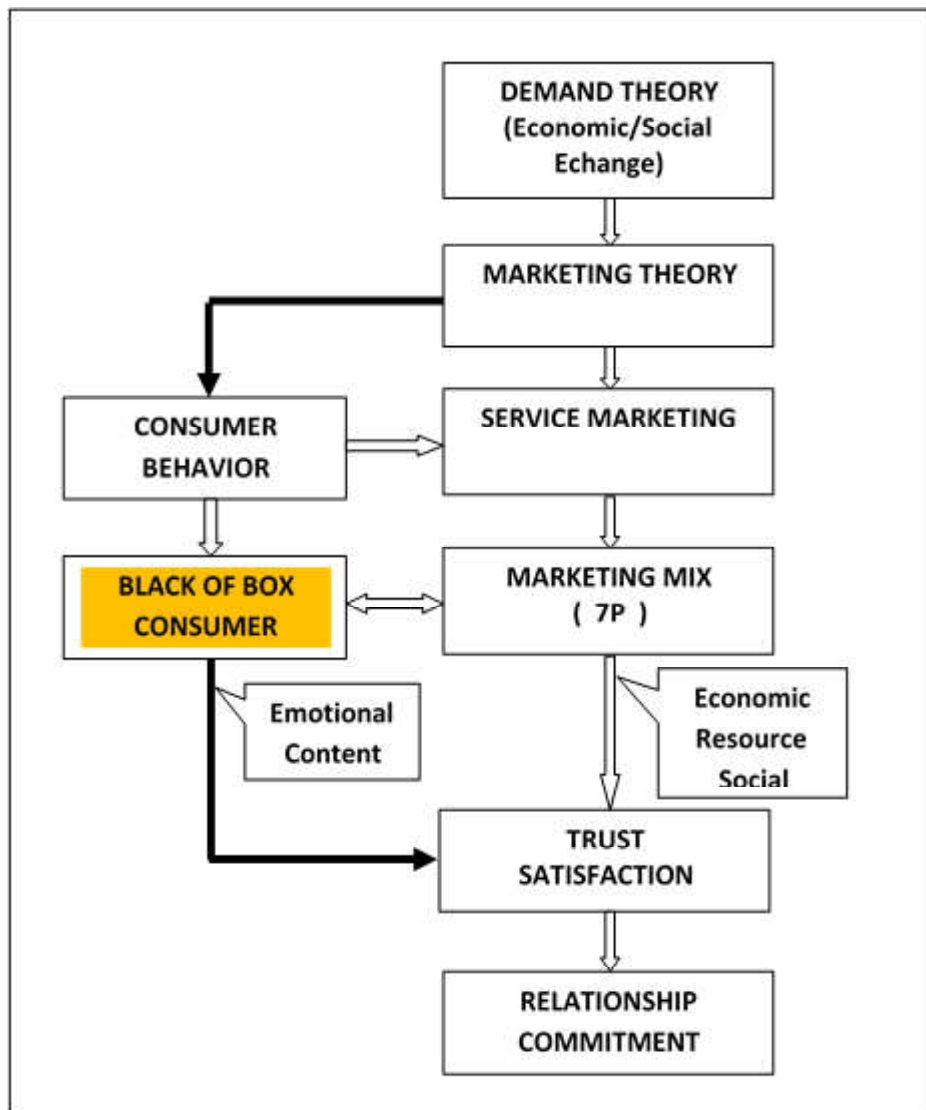 DEMAND THEORY
(Economic/Social
Echange)
MARKETING THEORY
CONSUMER
BEHAVIOR
SERVICE MARKETING
BLACK OF BOX
CONSUMER
MARKETING MIX
( 7P )
Emotional
Content
Economic
Resource
Social
TRUST
SATISFACTION
RELATIONSHIP
COMMITMENT